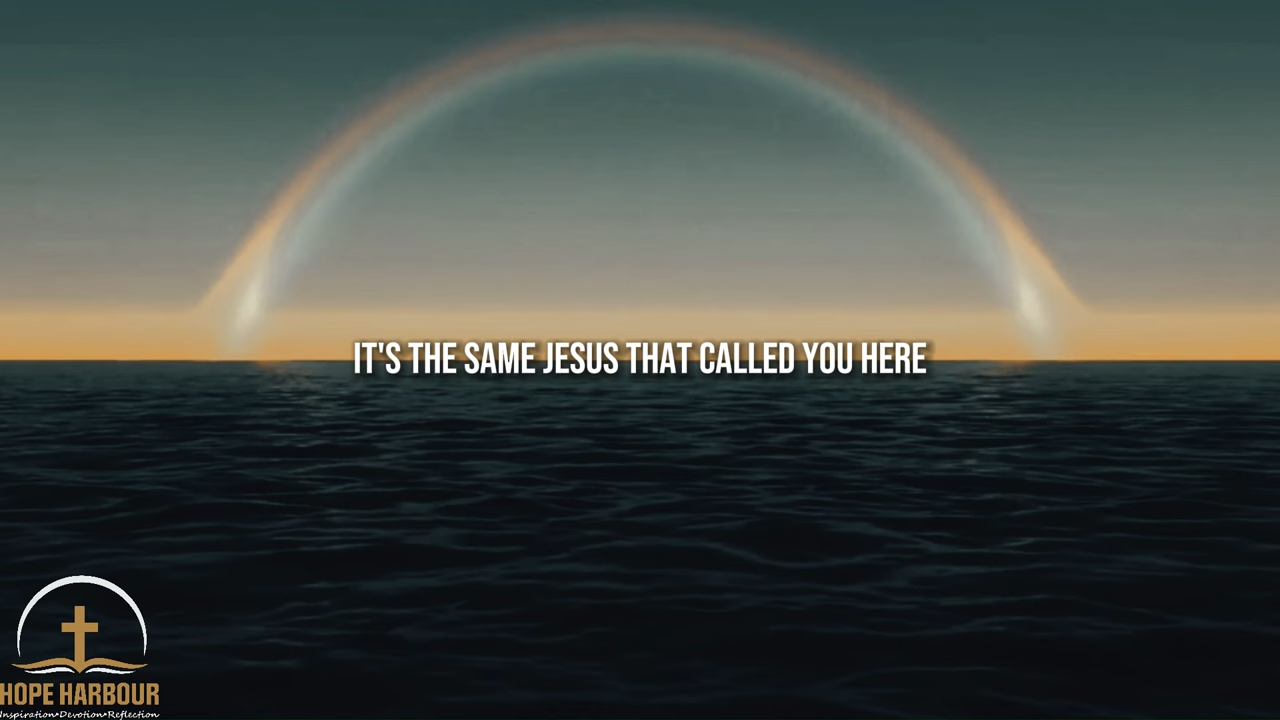 IT'S THE SAME JESUS THAT CALLED YOU HERE
HOPE HARBOUR
Inspiration•Devotion•Reflection